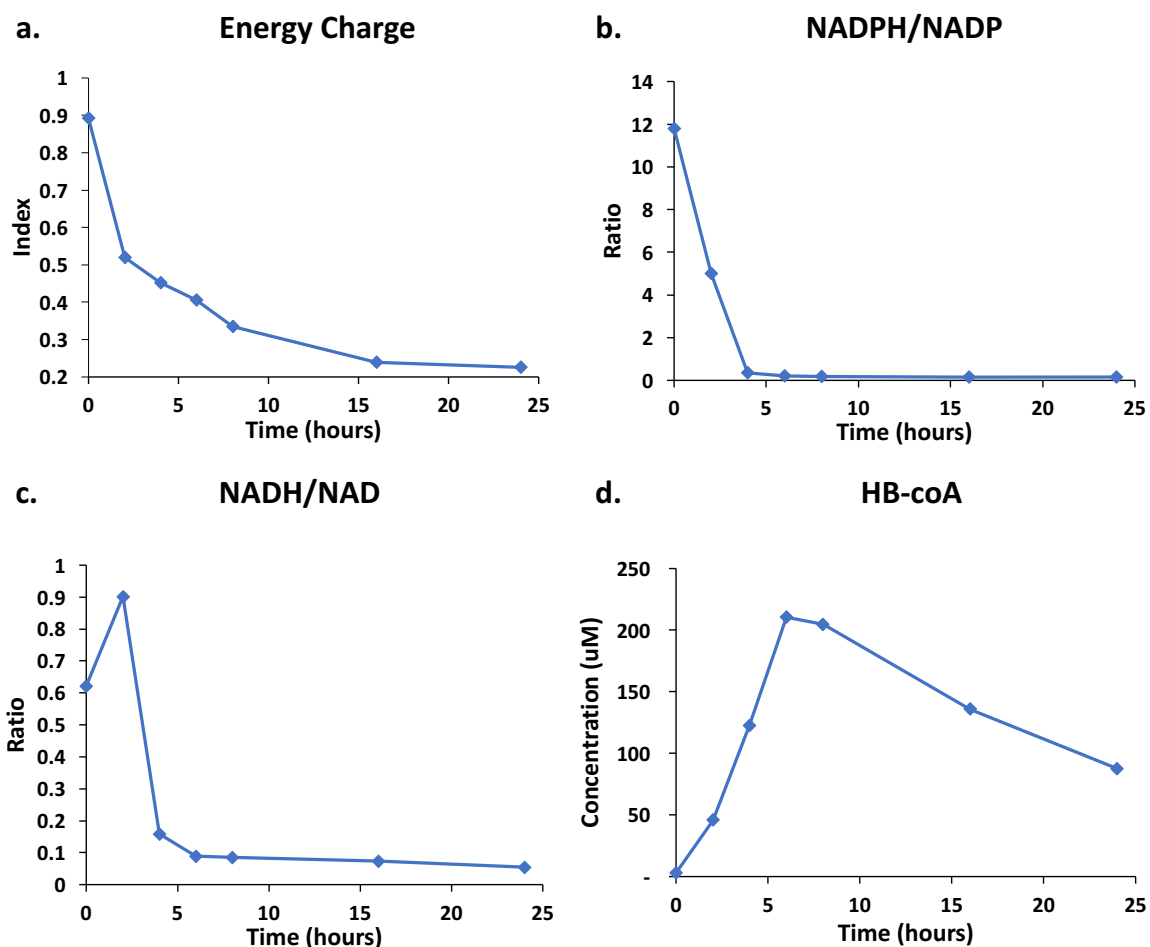 a. Energy Charge
1
0.9
0.8
0.7
0.6
0.5
0.4
0.3
0.2
Index
0 5 10 15 20 25
Time (hours)
b. NADPH/NADP
14
12
10
8
6
4
2
0
Ratio
0 5 10 15 20 25
Time (hours)
c. NADH/NAD
1
0.9
0.8
0.7
0.6
0.5
0.4
0.3
0.2
0.1
0
Ratio
0 5 10 15 20 25
Time (hours)
d. HB-coA
250
200
150
100
50
-
Concentration (uM)
0 5 10 15 20 25
Time (hours)